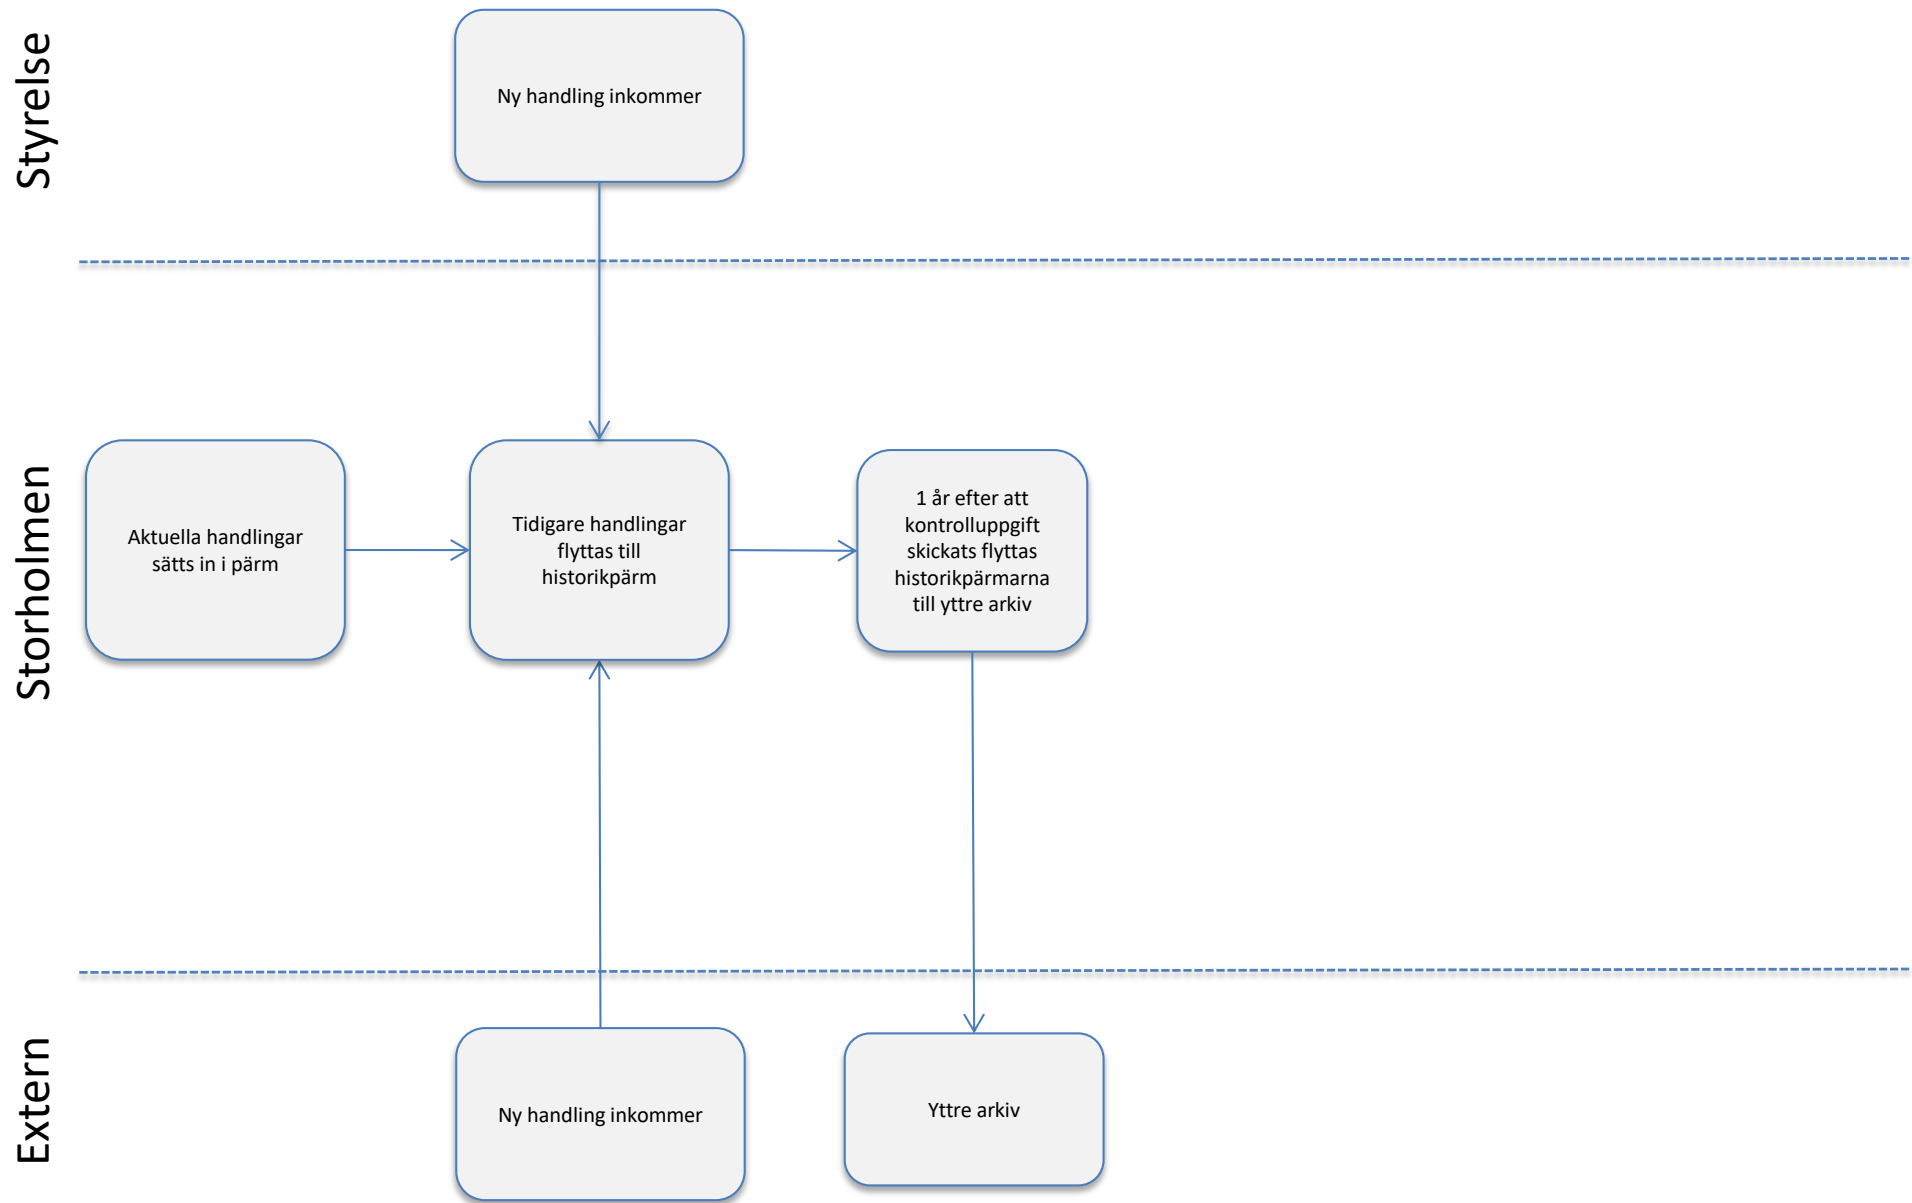 Styrelse
Ny handling inkommer
Storholmen
Aktuella handlingar
sätts in i pärm
Tidigare handlingar
flyttas till
historikpärm
1 år efter att
kontrolluppgift
skickats flyttas
historikpärmarna
till yttre arkiv
Extern
Ny handling inkommer
Yttre arkiv